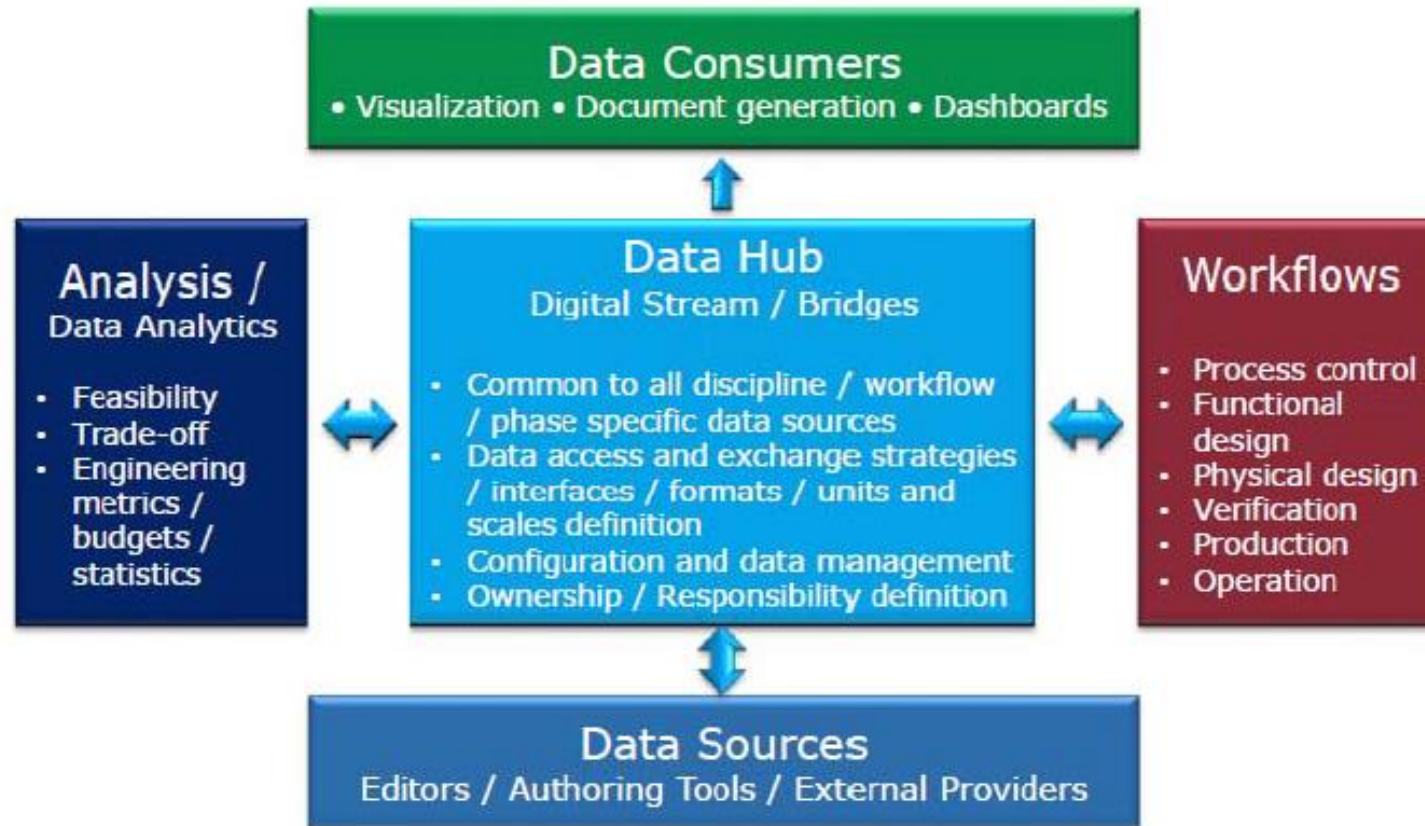 Data Consumers
• Visualization • Document generation • Dashboards
Analysis /
Data Analytics
• Feasibility
• Trade-off
• Engineering
metrics /
budgets /
statistics
Data Hub
Digital Stream / Bridges
• Common to all discipline / workflow
/ phase specific data sources
• Data access and exchange strategies
/ interfaces / formats / units and
scales definition
• Configuration and data management
• Ownership / Responsibility definition
Workflows
• Process control
• Functional
design
• Physical design
• Verification
• Production
• Operation
Data Sources
Editors / Authoring Tools / External Providers